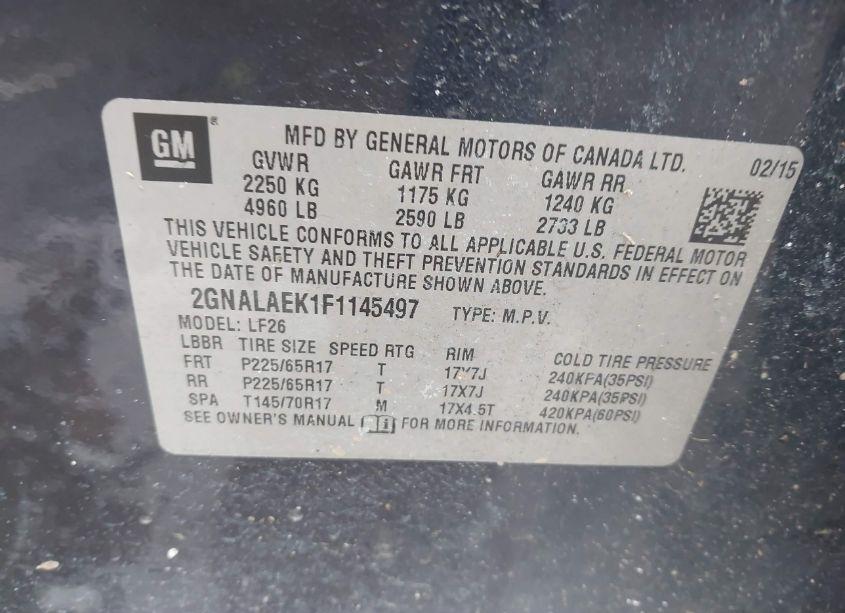 GM
MFD BY GENERAL MOTORS OF CANADA LTD. 02/15
GVWR GAWR FRT GAWR RR
2250 KG 1175 KG 1240 KG
4960 LB 2590 LB 2733 LB
THIS VEHICLE CONFORMS TO ALL APPLICABLE U.S. FEDERAL MOTOR
VEHICLE SAFETY AND THEFT PREVENTION STANDARDS IN EFFECT ON
THE DATE OF MANUFACTURE SHOWN ABOVE.
2GNALAEK1F1145497 TYPE: M.P.V.
MODEL: LF26
LBBR TIRE SIZE SPEED RTG RIM COLD TIRE PRESSURE
FRT P225/65R17 T 17X7J 240KPA(35PSI)
RR P225/65R17 T 17X7J 240KPA(35PSI)
SPA T145/70R17 M 17X4.5T 420KPA(60PSI)
SEE OWNER'S MANUAL FOR MORE INFORMATION.